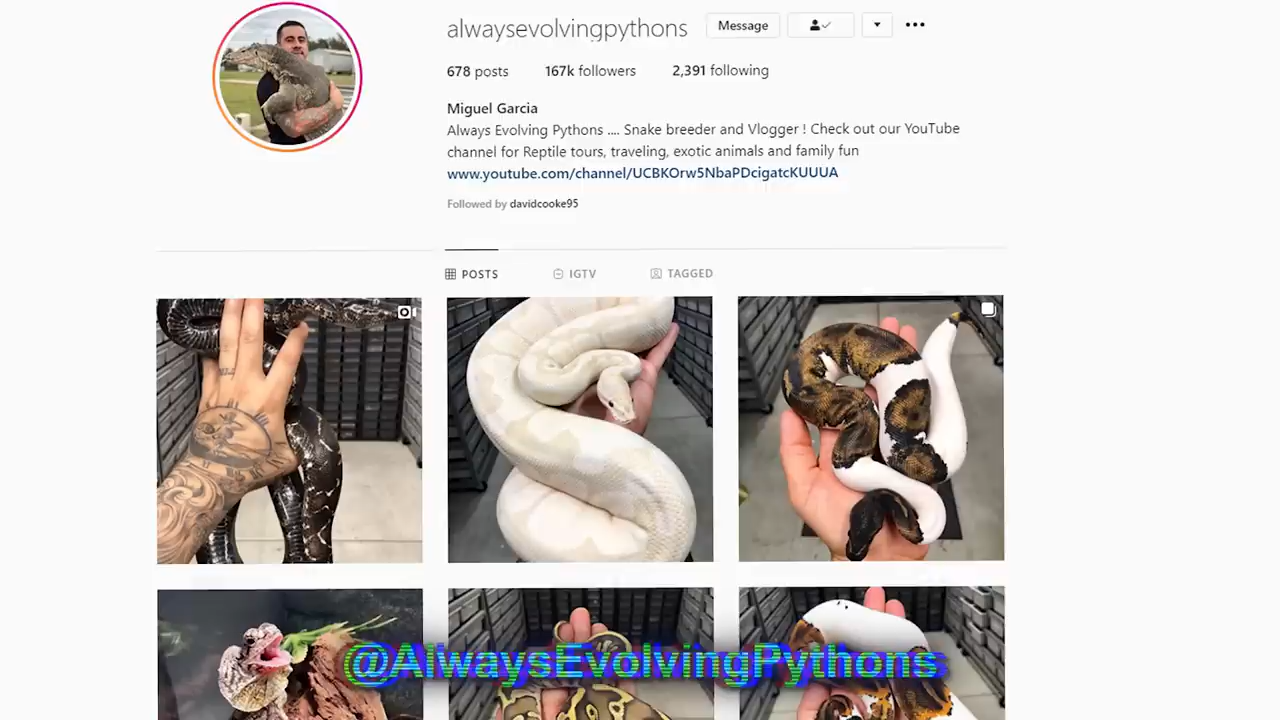 alwaysevolvingpythons Message
678 posts 167k followers 2,391 following
Miguel Garcia
Always Evolving Pythons .... Snake breeder and Vlogger ! Check out our YouTube
channel for Reptile tours, traveling, exotic animals and family fun
www.youtube.com/channel/UCBKOrw5NbaPDcigatcKUUUA
Followed by davidcooke95
POSTS IGTV TAGGED
@AlwaysEvolvingPythons